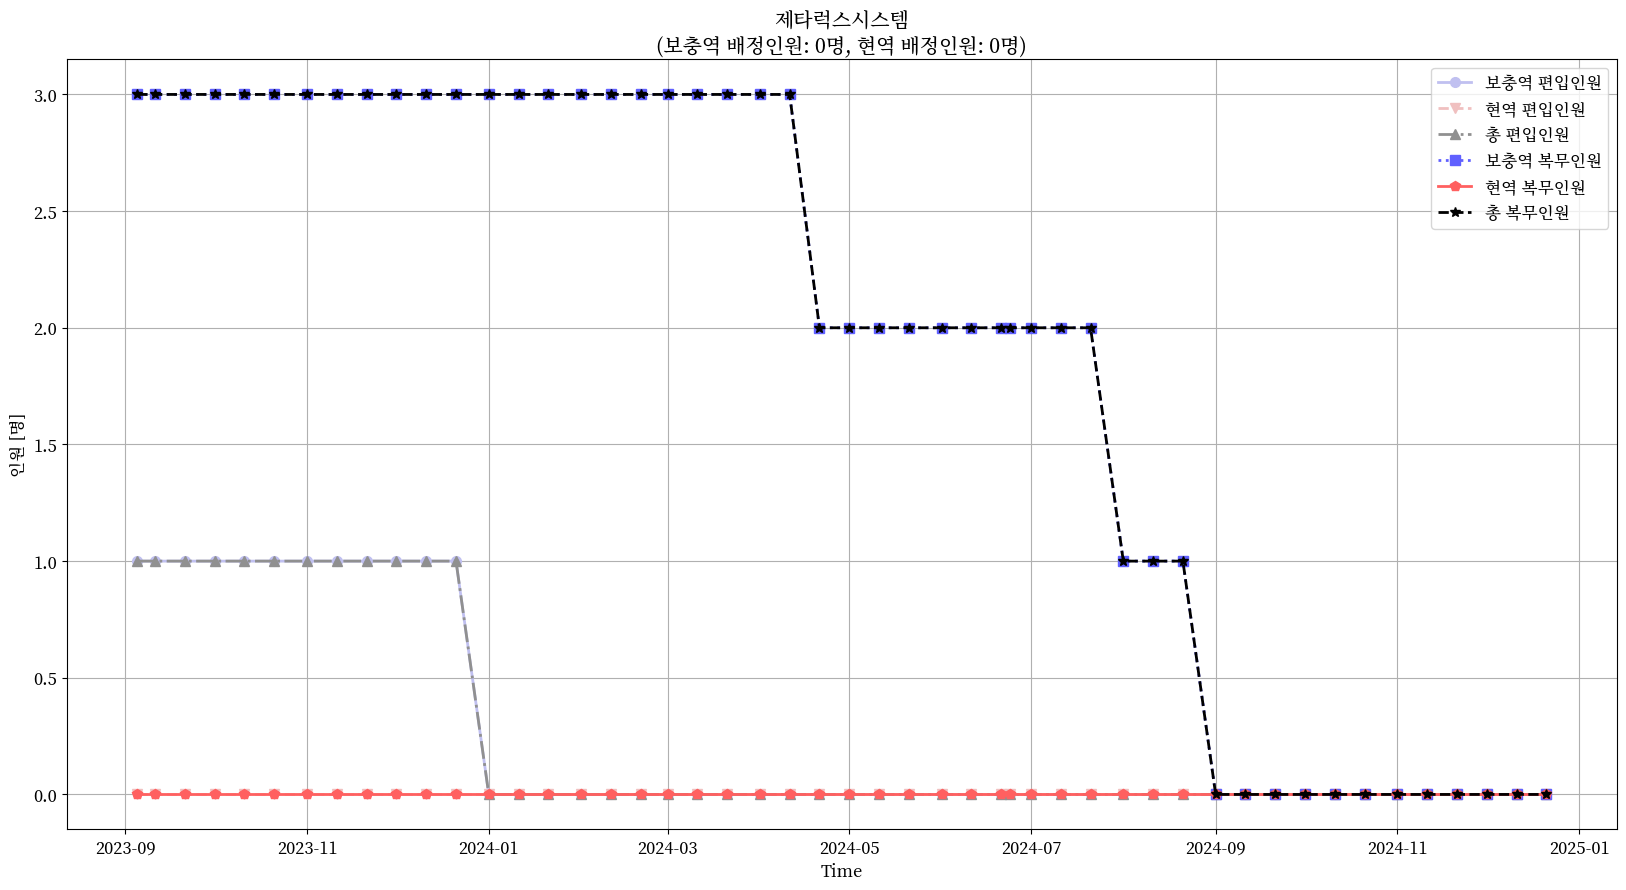 제타럭스시스템
(보충역 배정인원: 0명, 현역 배정인원: 0명)
보충역 편입인원
현역 편입인원
총 편입인원
보충역 복무인원
현역 복무인원
총 복무인원
인원 [명]
3.0
2.5
2.0
1.5
1.0
0.5
0.0
2023-09
2023-11
2024-01
2024-03
2024-05
2024-07
2024-09
2024-11
2025-01
Time